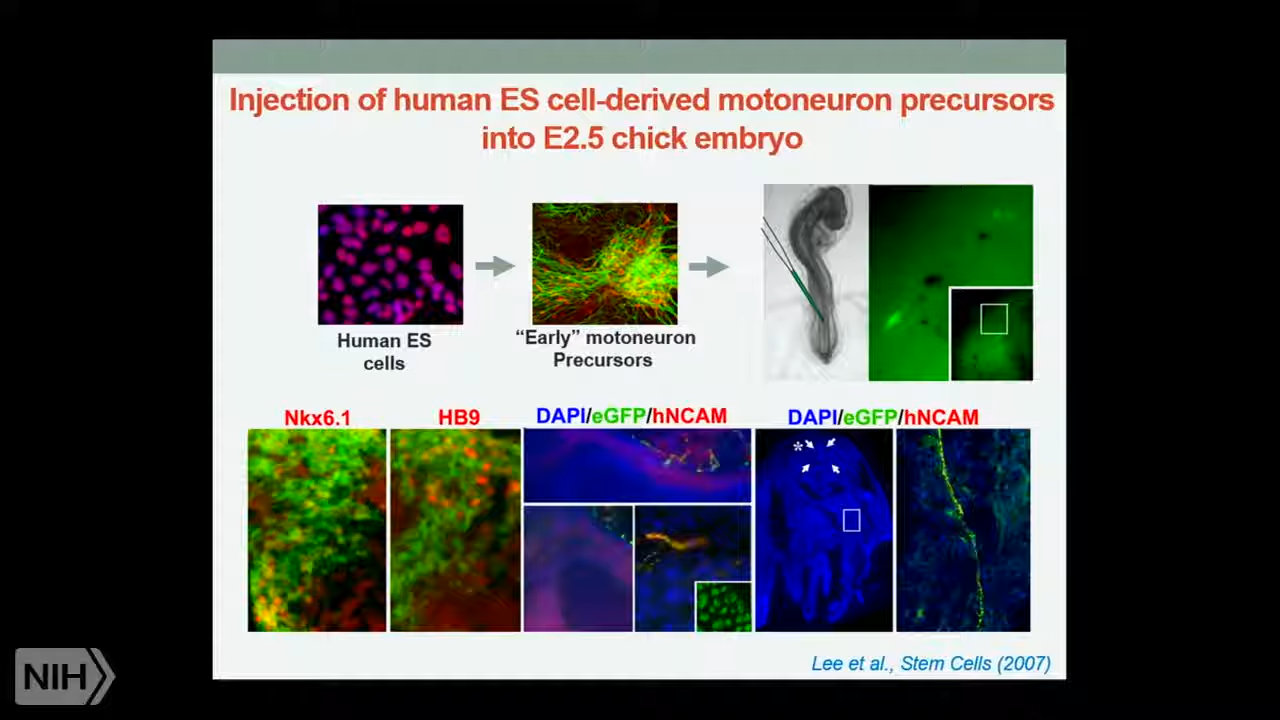 Injection of human ES cell-derived motoneuron precursors
into E2.5 chick embryo
Human ES
cells
“Early” motoneuron
Precursors
Nkx6.1
HB9
DAPI/eGFP/hNCAM
DAPI/eGFP/hNCAM
*
Lee et al., Stem Cells (2007)
NIH